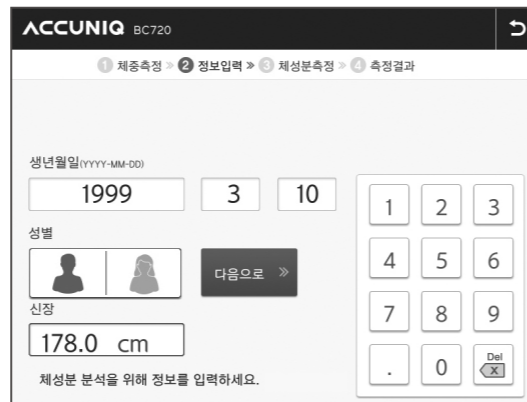 ACCUNIQ BC720
1 체중측정 » 2 정보입력 » 3 체성분측정 » 4 측정결과
생년월일(YYYY-MM-DD)
1999 3 10
성별
다음으로 »
신장
178.0 cm
체성분 분석을 위해 정보를 입력하세요.
1 2 3
4 5 6
7 8 9
. 0 Del X